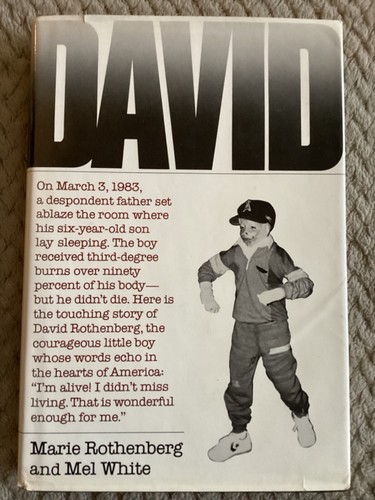 DAVID
On March 3, 1983,
a despondent father set
ablaze the room where
his six-year-old son
lay sleeping. The boy
received third-degree
burns over ninety
percent of his body—
but he didn't die. Here is
the touching story of
David Rothenberg, the
courageous little boy
whose words echo in
the hearts of America:
"I'm alive! I didn't miss
living. That is wonderful
enough for me."
Marie Rothenberg
and Mel White